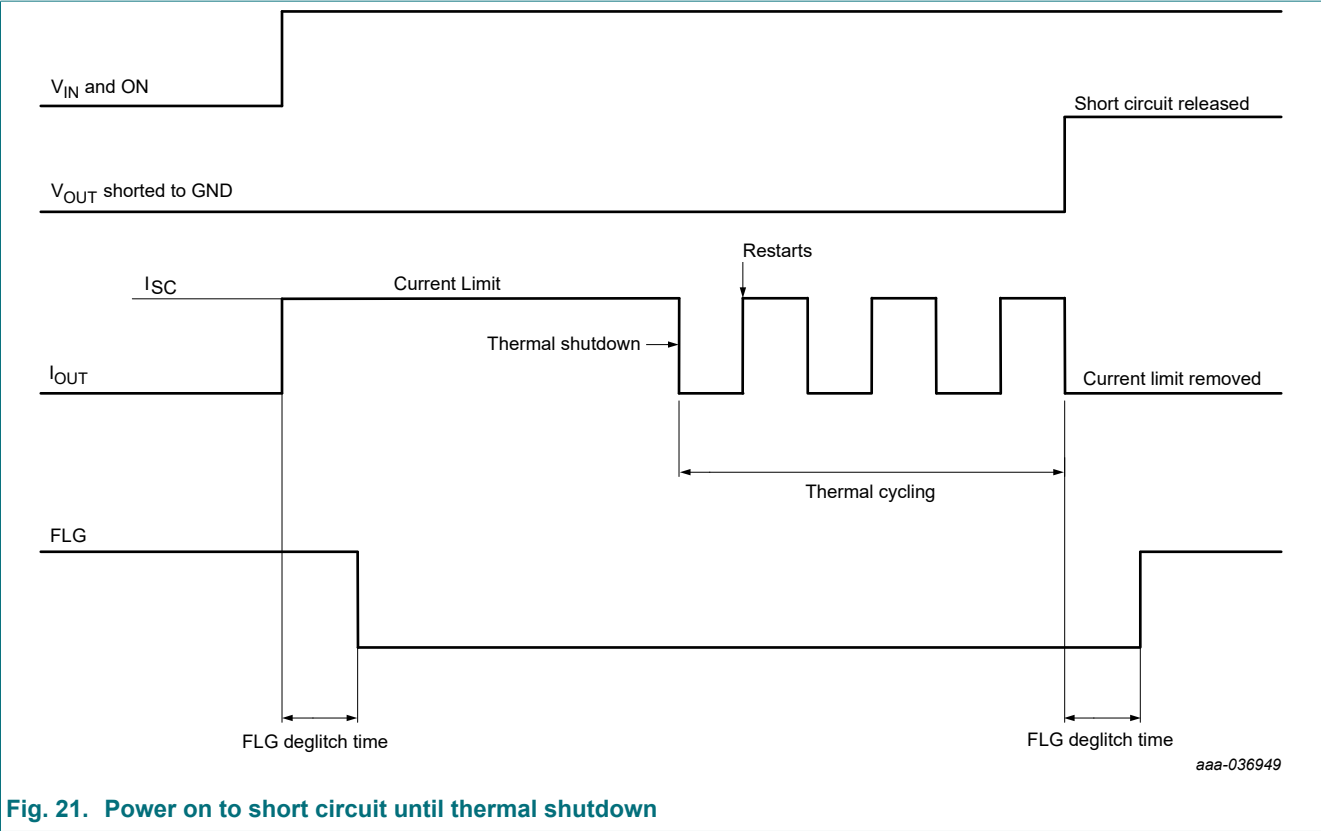 V_IN and ON
Short circuit released
V_OUT shorted to GND
Restarts
I_SC
Current Limit
Thermal shutdown
I_OUT
Current limit removed
Thermal cycling
FLG
FLG deglitch time
FLG deglitch time
aaa-036949
Fig. 21. Power on to short circuit until thermal shutdown